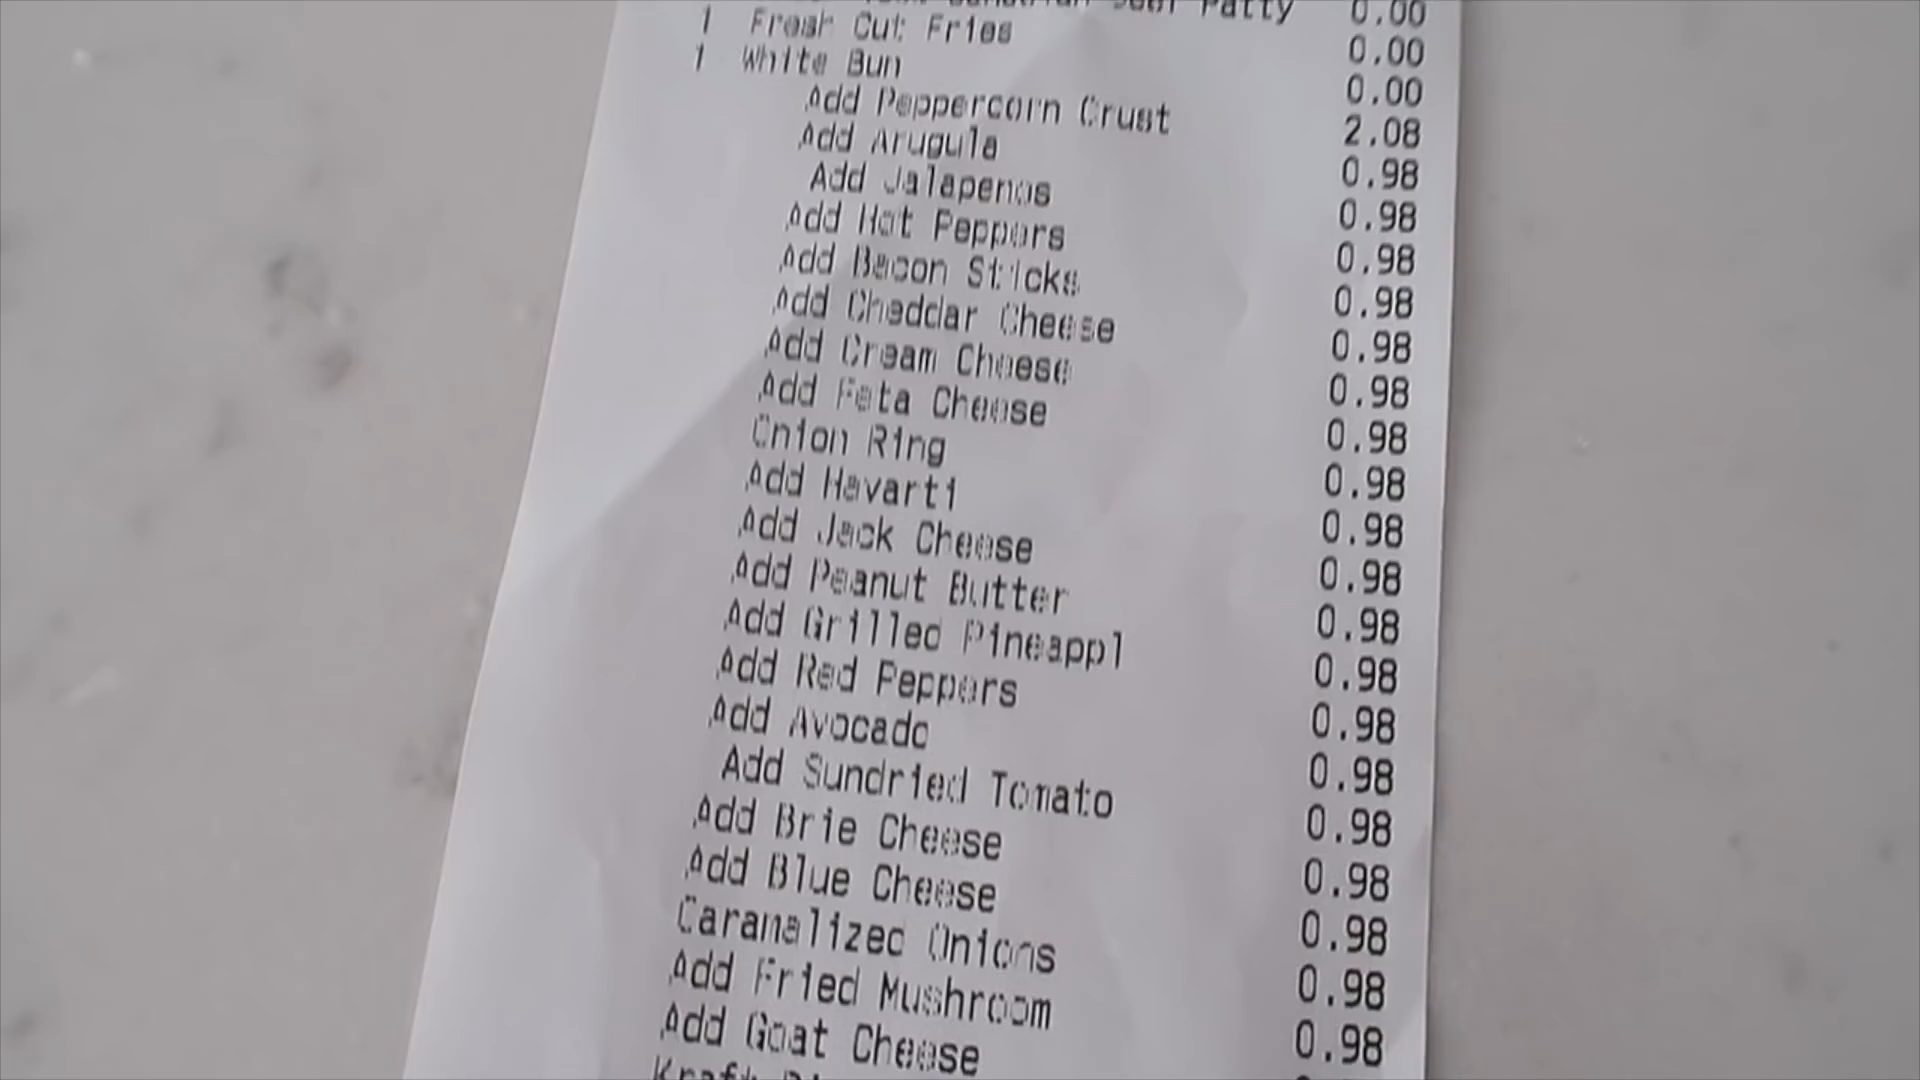 Patty 0.00
1 Fresh Cut Fries 0.00
1 White Bun 0.00
Add Peppercorn Crust 2.08
Add Arugula 0.98
Add Jalapenos 0.98
Add Hot Peppers 0.98
Add Bacon Sticks 0.98
Add Cheddar Cheese 0.98
Add Cream Cheese 0.98
Add Feta Cheese 0.98
Onion Ring 0.98
Add Havarti 0.98
Add Jack Cheese 0.98
Add Peanut Butter 0.98
Add Grilled Pineappl 0.98
Add Red Peppers 0.98
Add Avocado 0.98
Add Sundried Tomato 0.98
Add Brie Cheese 0.98
Add Blue Cheese 0.98
Caramalized Onions 0.98
Add Fried Mushroom 0.98
Add Goat Cheese